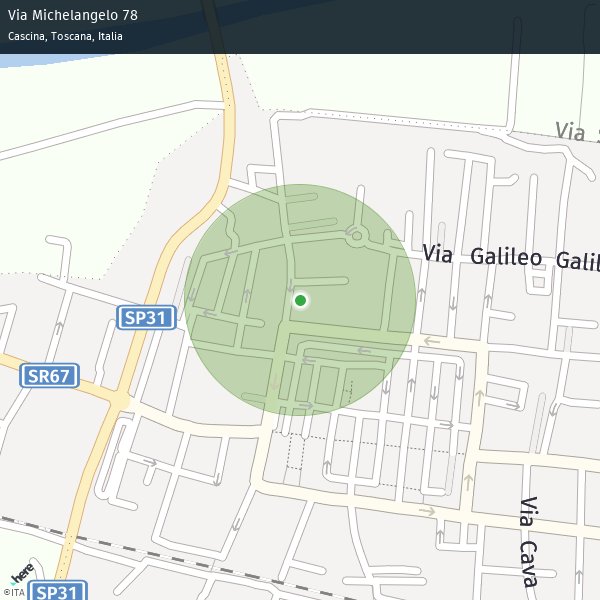 Via Michelangelo 78
Cascina, Toscana, Italia
Via S
Via Galileo Galil
SP31
SR67
Via Cava
here
©ITA
SP31